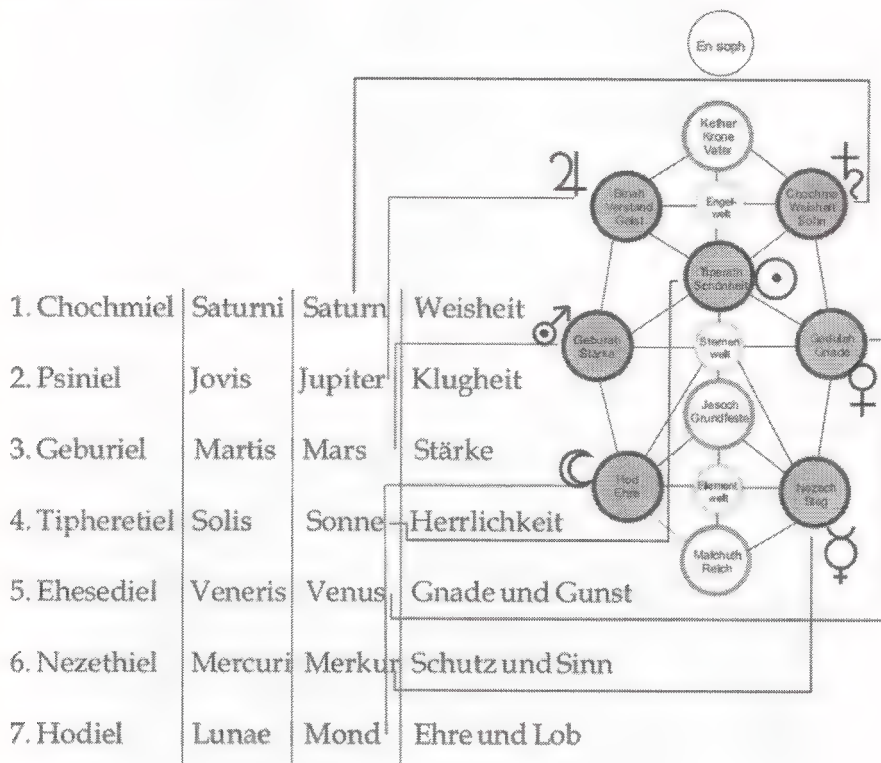 En soph
Kether
Krone
Vater
Binah
Verstand
Geist
Engel-
welt
Chochma
Weisheit
Sohn
Tiperath
Schönheit
Geburah
Stärke
Sternen
welt
Gedulah
Gnade
Jesoch
Grundfeste
Hod
Ehre
Element
welt
Nezach
Sieg
Malchuth
Reich
1. Chochmiel Saturni Saturn Weisheit
2. Psiniel Jovis Jupiter Klugheit
3. Geburiel Martis Mars Stärke
4. Tipheretiel Solis Sonne Herrlichkeit
5. Ehesediel Veneris Venus Gnade und Gunst
6. Nezethiel Mercuri Merkur Schutz und Sinn
7. Hodiel Lunae Mond Ehre und Lob